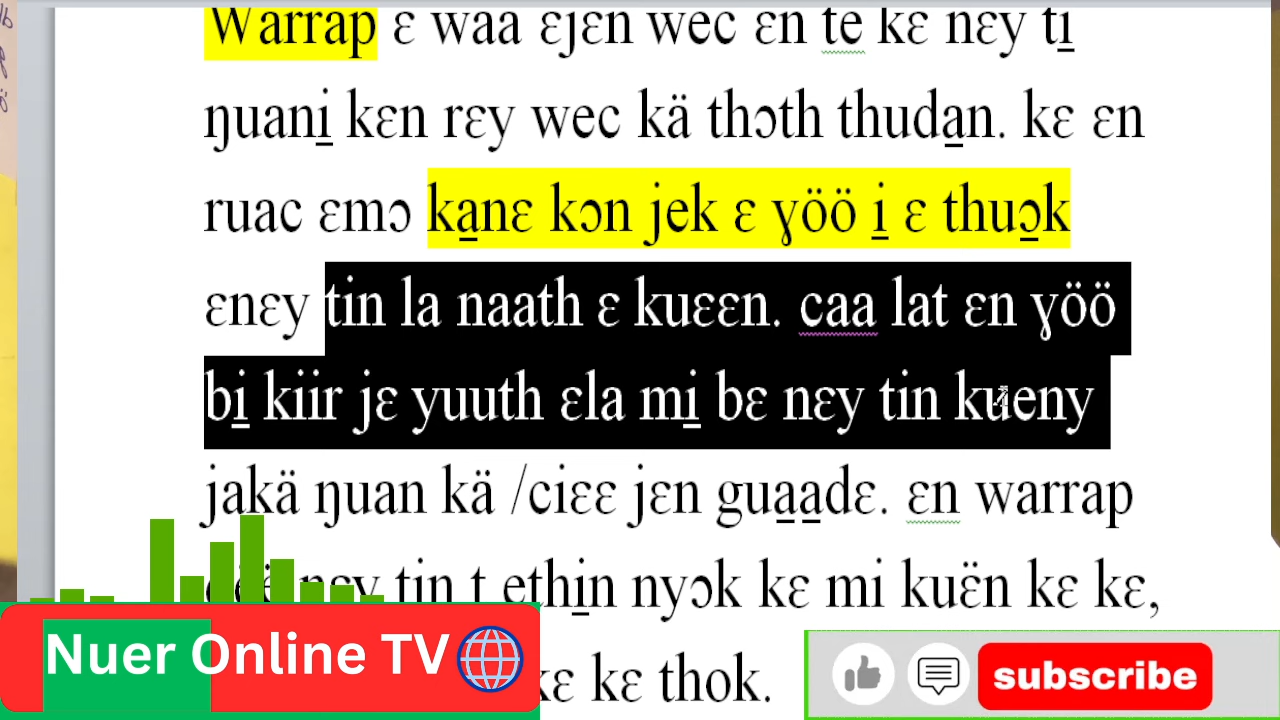 Warrap ɛ waa ɛjɛn wec ɛn te kɛ nɛy ti̱
ŋuani̱ kɛn rɛy wec kä thɔth thuda̱n. kɛ ɛn
ruac ɛmɔ ka̱nɛ kɔn jek ɛ ɣöö i̱ ɛ thuɔ̱k
ɛnɛy tin la naath ɛ kuɛɛn. caa lat ɛn ɣöö
bi̱ kiir jɛ yuuth ɛla mi̱ bɛ nɛy tin kueny
jakä ŋuan kä /ciɛɛ jɛn gua̱a̱dɛ. ɛn warrap
nɛy tin t ethi̱n nyɔk kɛ mi kuɛ̈n kɛ kɛ,
kɛ kɛ thok.
Nuer Online TV
subscribe